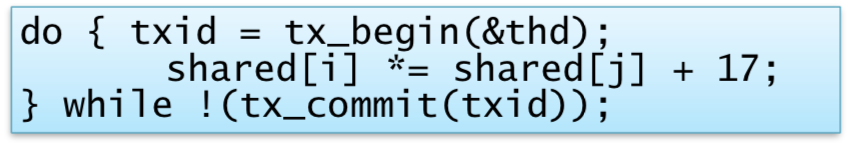 do { txid = tx_begin(&thd);
shared[i] *= shared[j] + 17;
} while !(tx_commit(txid));